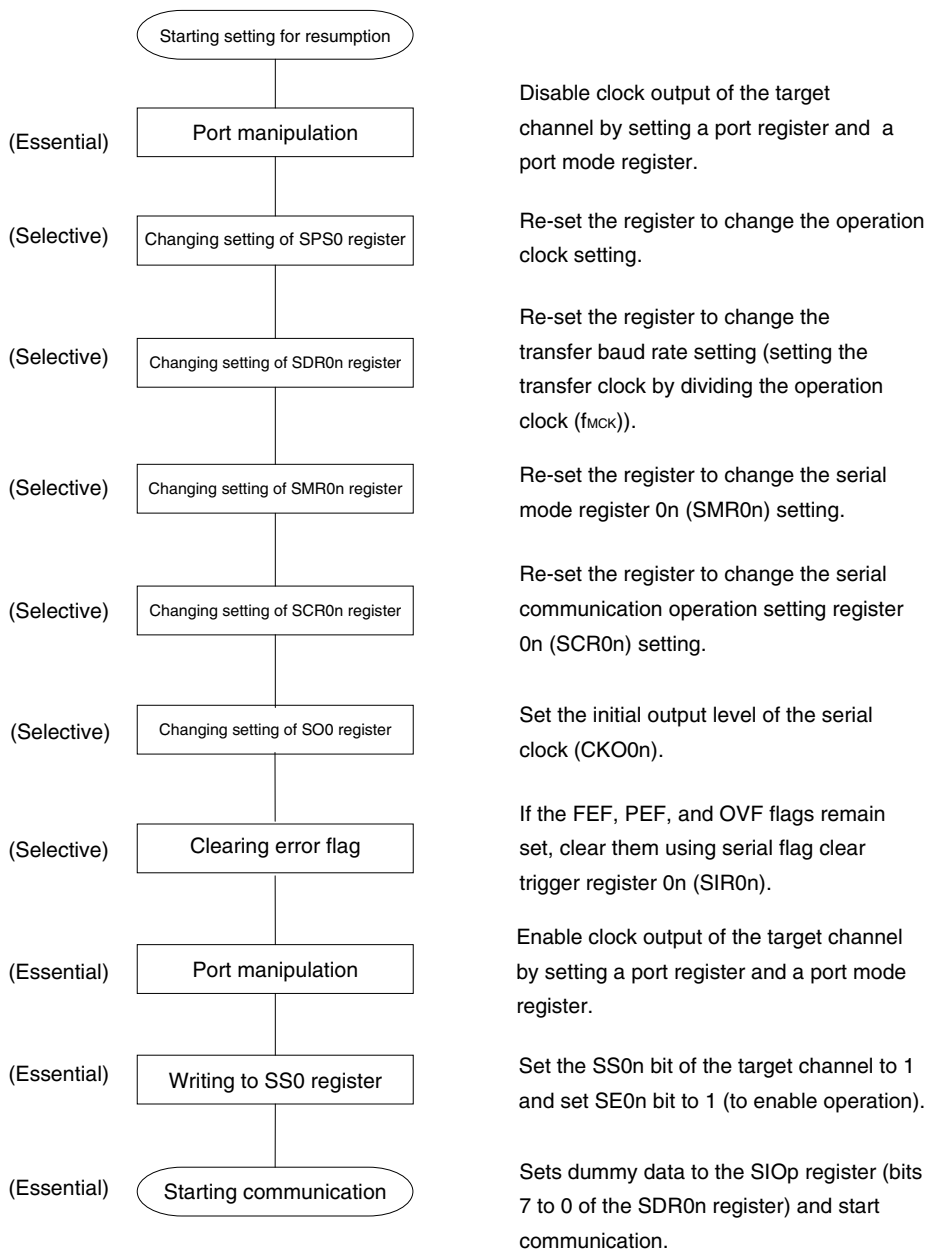 Starting setting for resumption
(Essential)
Port manipulation
Disable clock output of the target
channel by setting a port register and a
port mode register.
(Selective)
Changing setting of SPS0 register
Re-set the register to change the operation
clock setting.
(Selective)
Changing setting of SDR0n register
Re-set the register to change the
transfer baud rate setting (setting the
transfer clock by dividing the operation
clock (fMCK)).
(Selective)
Changing setting of SMR0n register
Re-set the register to change the serial
mode register 0n (SMR0n) setting.
(Selective)
Changing setting of SCR0n register
Re-set the register to change the serial
communication operation setting register
0n (SCR0n) setting.
(Selective)
Changing setting of SO0 register
Set the initial output level of the serial
clock (CKO0n).
(Selective)
Clearing error flag
If the FEF, PEF, and OVF flags remain
set, clear them using serial flag clear
trigger register 0n (SIR0n).
(Essential)
Port manipulation
Enable clock output of the target channel
by setting a port register and a port mode
register.
(Essential)
Writing to SS0 register
Set the SS0n bit of the target channel to 1
and set SE0n bit to 1 (to enable operation).
(Essential)
Starting communication
Sets dummy data to the SIOp register (bits
7 to 0 of the SDR0n register) and start
communication.